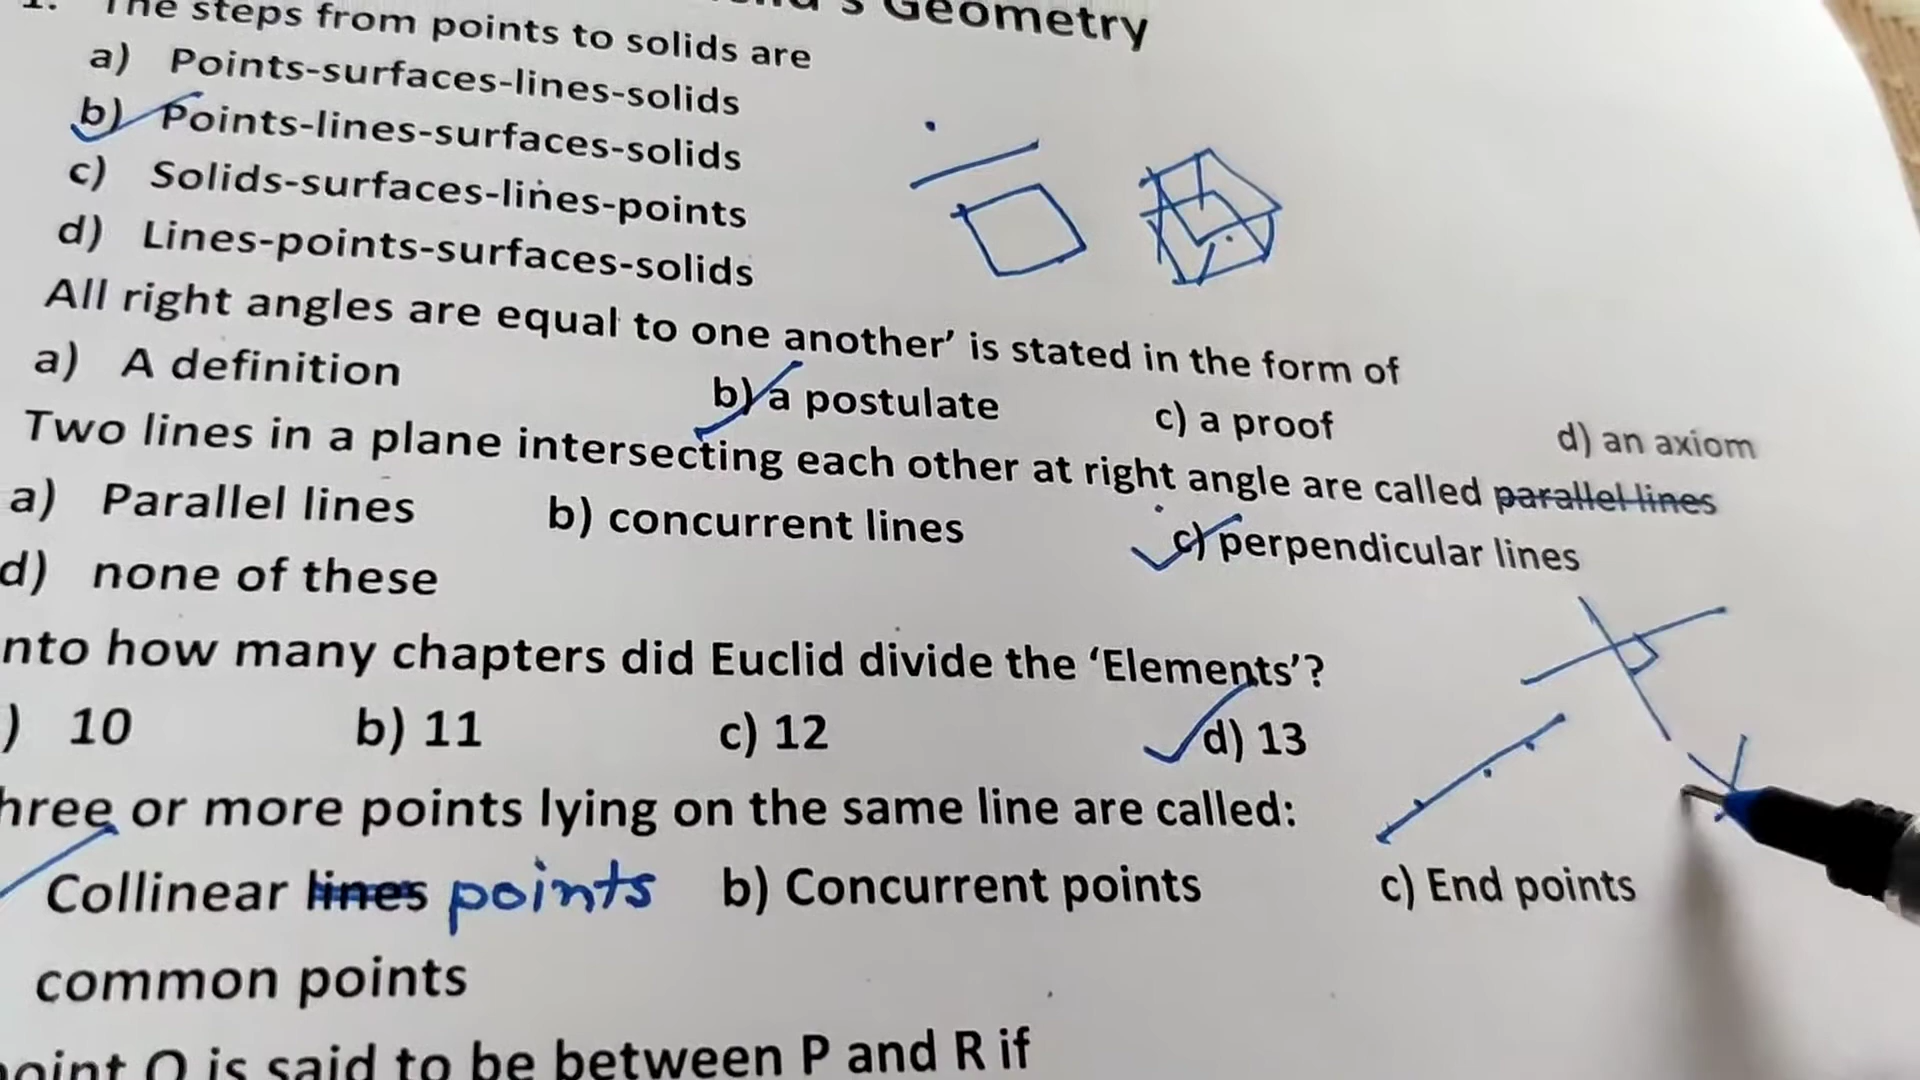 Geometry
The steps from points to solids are
a) Points-surfaces-lines-solids
b) Points-lines-surfaces-solids
c) Solids-surfaces-lines-points
d) Lines-points-surfaces-solids
All right angles are equal to one another’ is stated in the form of
a) A definition b) a postulate c) a proof d) an axiom
Two lines in a plane intersecting each other at right angle are called parallel lines
a) Parallel lines b) concurrent lines c) perpendicular lines
d) none of these
nto how many chapters did Euclid divide the ‘Elements’?
) 10 b) 11 c) 12 d) 13
hree or more points lying on the same line are called:
Collinear lines points b) Concurrent points c) End points
common points
point Q is said to be between P and R if